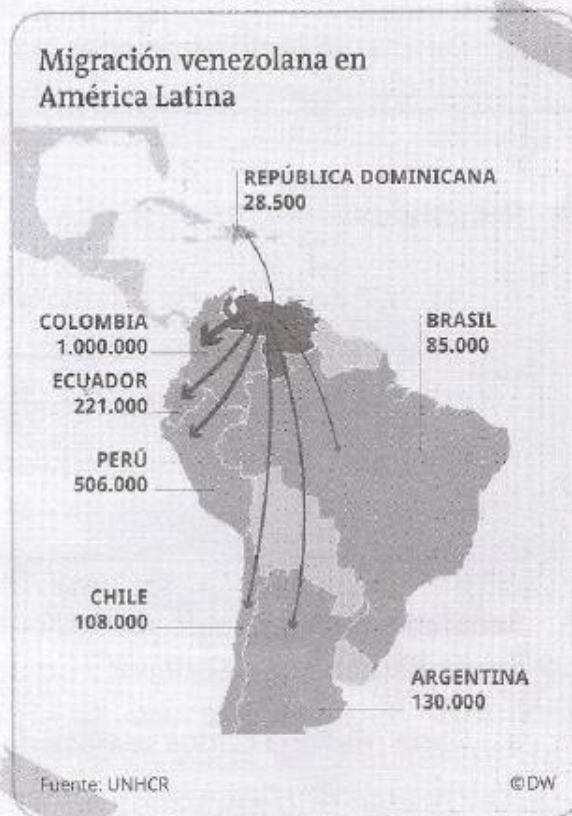 Migración venezolana en
América Latina
REPÚBLICA DOMINICANA
28.500
COLOMBIA
1.000.000
BRASIL
85.000
ECUADOR
221.000
PERÚ
506.000
CHILE
108.000
ARGENTINA
130.000
Fuente: UNHCR
©DW